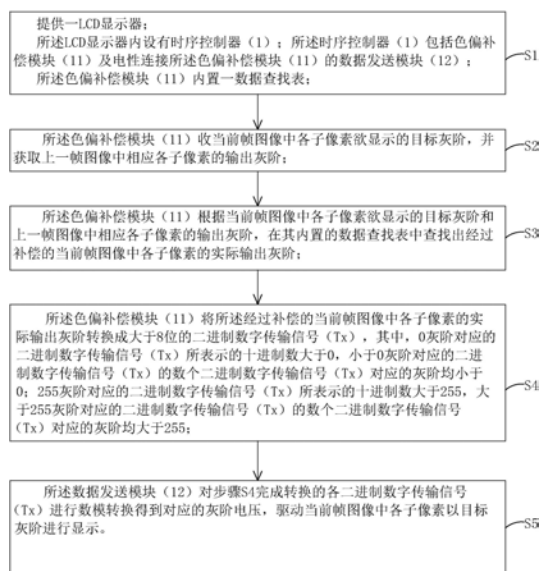 提供一LCD显示器；
所述LCD显示器内设有时序控制器（1）；所述时序控制器（1）包括色偏补
偿模块（11）及电性连接所述色偏补偿模块（11）的数据发送模块（12）；
所述色偏补偿模块（11）内置一数据查找表；
S1
所述色偏补偿模块（11）收当前帧图像中各子像素欲显示的目标灰阶，并
获取上一帧图像中相应各子像素的输出灰阶；
S2
所述色偏补偿模块（11）根据当前帧图像中各子像素欲显示的目标灰阶和
上一帧图像中相应各子像素的输出灰阶，在其内置的数据查找表中查找出经过
补偿的当前帧图像中各子像素的实际输出灰阶；
S3
所述色偏补偿模块（11）将所述经过补偿的当前帧图像中各子像素的实
际输出灰阶转换成大于8位的二进制数字传输信号（Tx），其中，0灰阶对应的
二进制数字传输信号（Tx）所表示的十进制数大于0，小于0灰阶对应的二进
制数字传输信号（Tx）的数个二进制数字传输信号（Tx）对应的灰阶均小于
0；255灰阶对应的二进制数字传输信号（Tx）所表示的十进制数大于255，大
于255灰阶对应的二进制数字传输信号（Tx）的数个二进制数字传输信号
（Tx）对应的灰阶均大于255；
S4
所述数据发送模块（12）对步骤S4完成转换的各二进制数字传输信号
（Tx）进行数模转换得到对应的灰阶电压，驱动当前帧图像中各子像素以目标
灰阶进行显示。
S5